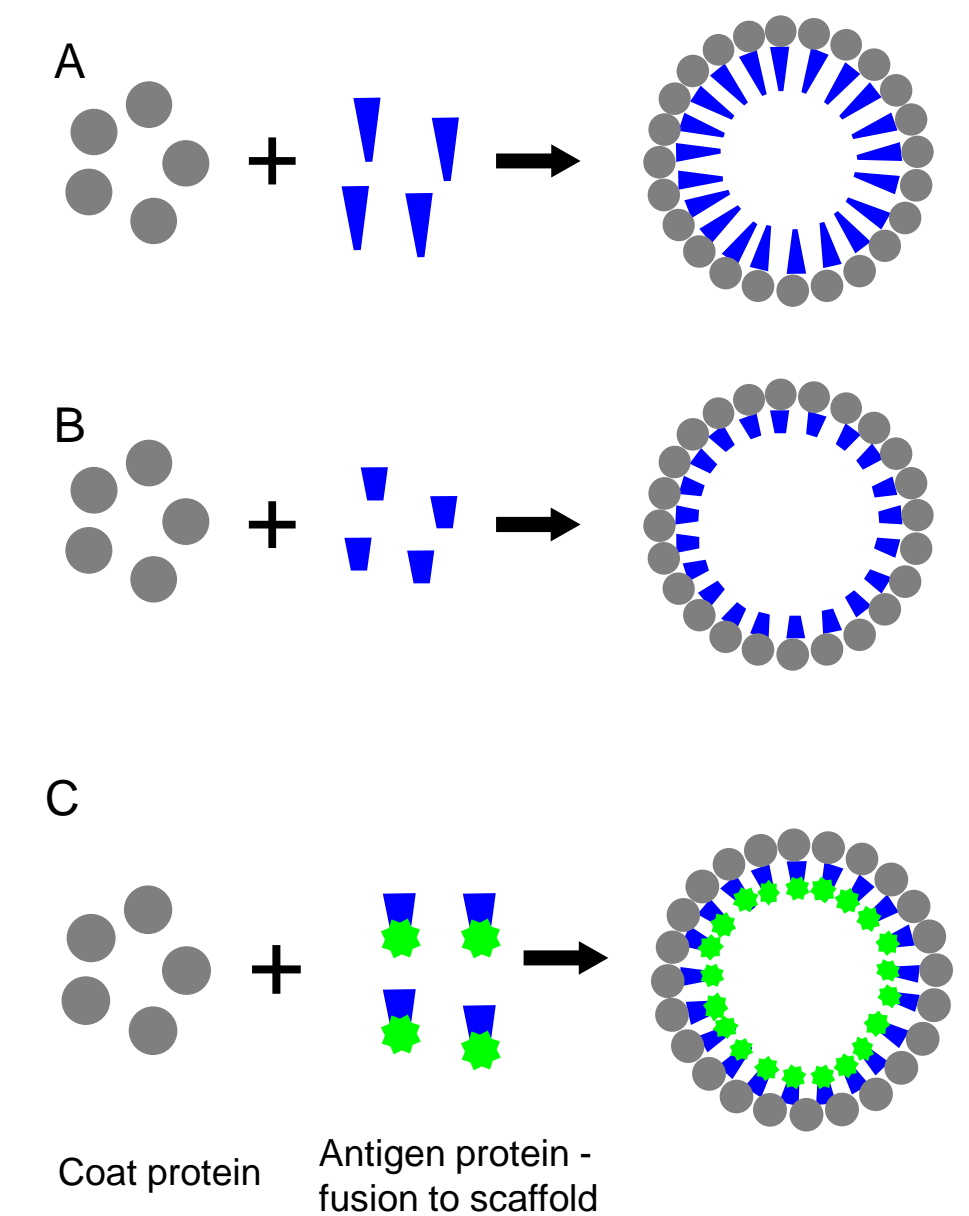 A
B
C
Coat protein
Antigen protein -
fusion to scaffold